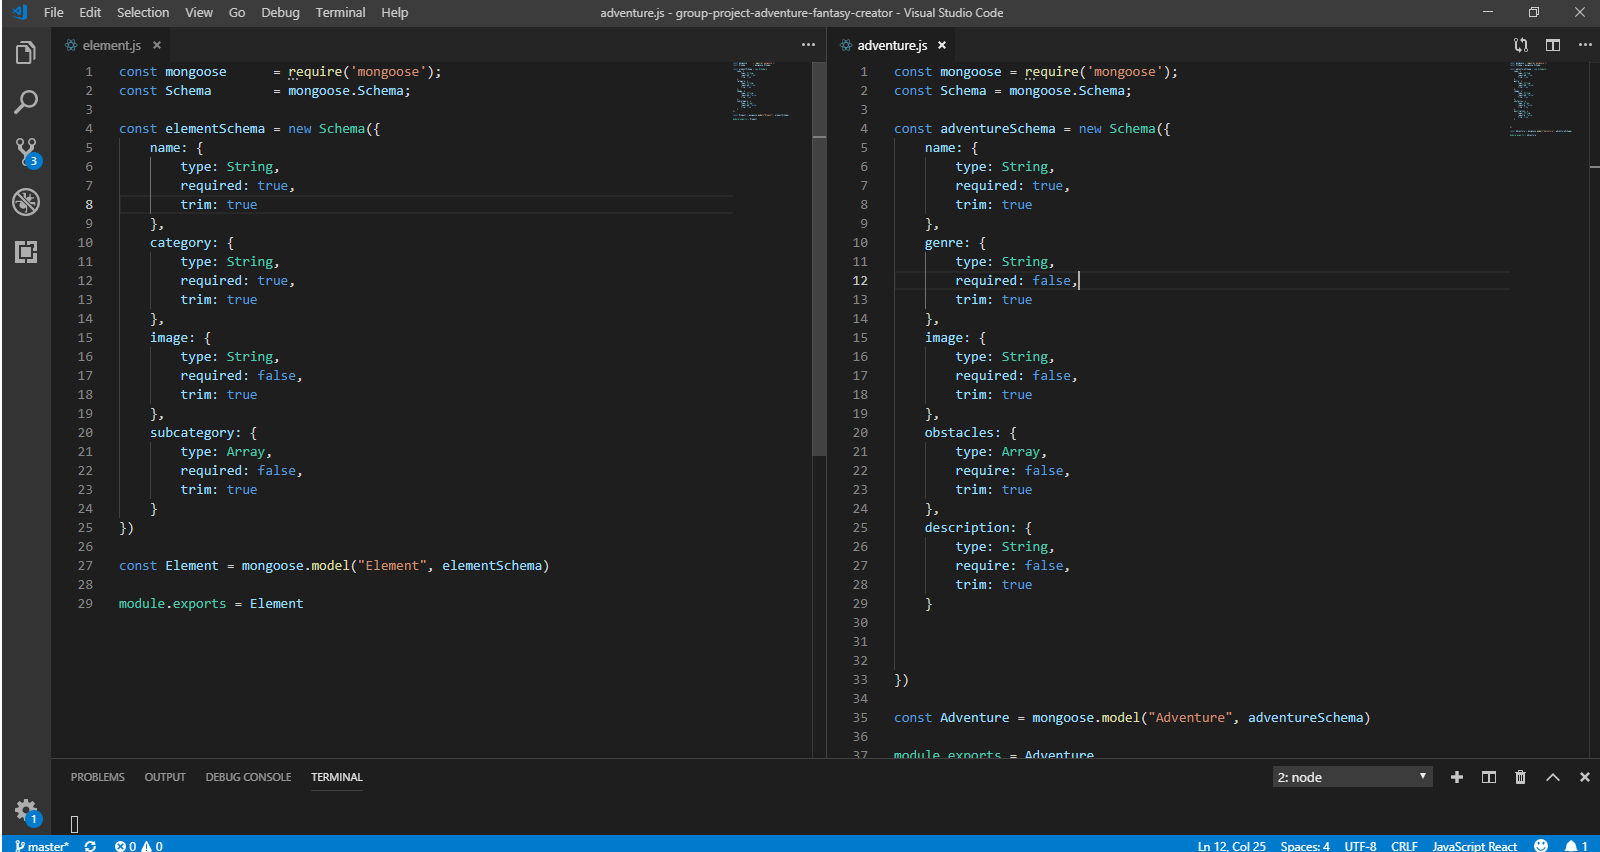 File Edit Selection View Go Debug Terminal Help adventure.js - group-project-adventure-fantasy-creator - Visual Studio Code
element.js
1 const mongoose = require('mongoose');
2 const Schema = mongoose.Schema;
3
4 const elementSchema = new Schema({
5 name: {
6 type: String,
7 required: true,
8 trim: true
9 },
10 category: {
11 type: String,
12 required: true,
13 trim: true
14 },
15 image: {
16 type: String,
17 required: false,
18 trim: true
19 },
20 subcategory: {
21 type: Array,
22 required: false,
23 trim: true
24 }
25 })
26
27 const Element = mongoose.model("Element", elementSchema)
28
29 module.exports = Element
adventure.js
1 const mongoose = require('mongoose');
2 const Schema = mongoose.Schema;
3
4 const adventureSchema = new Schema({
5 name: {
6 type: String,
7 required: true,
8 trim: true
9 },
10 genre: {
11 type: String,
12 required: false,
13 trim: true
14 },
15 image: {
16 type: String,
17 required: false,
18 trim: true
19 },
20 obstacles: {
21 type: Array,
22 require: false,
23 trim: true
24 },
25 description: {
26 type: String,
27 require: false,
28 trim: true
29 }
30
31
32
33 })
34
35 const Adventure = mongoose.model("Adventure", adventureSchema)
36
37 module.exports = Adventure
3
1
PROBLEMS OUTPUT DEBUG CONSOLE TERMINAL 2: node
master* 0 0 Ln 12, Col 25 Spaces: 4 UTF-8 CRLF JavaScript React 1